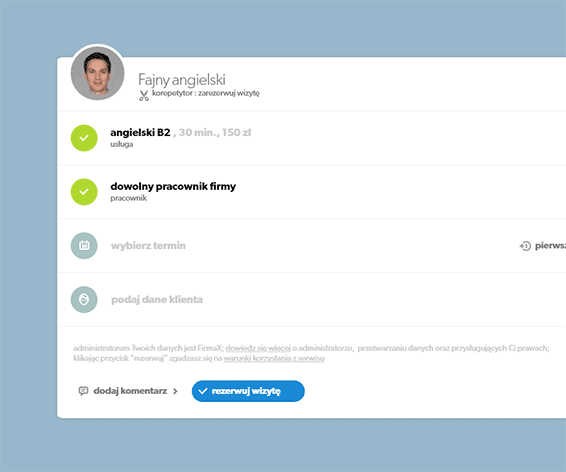 Fajny angielski
korepetytor : zarezerwuj wizytę
angielski B2 , 30 min., 150 zł
usługa
dowolny pracownik firmy
pracownik
wybierz termin
pierwsz
podaj dane klienta
administratorom Twoich danych jest FirmaX; dowiedz się więcej o administratorze, przetwarzaniu danych oraz przysługujących Ci prawach;
klikając przycisk "rezerwuj" zgadzasz się na warunki korzystania z serwisu
dodaj komentarz
rezerwuj wizytę